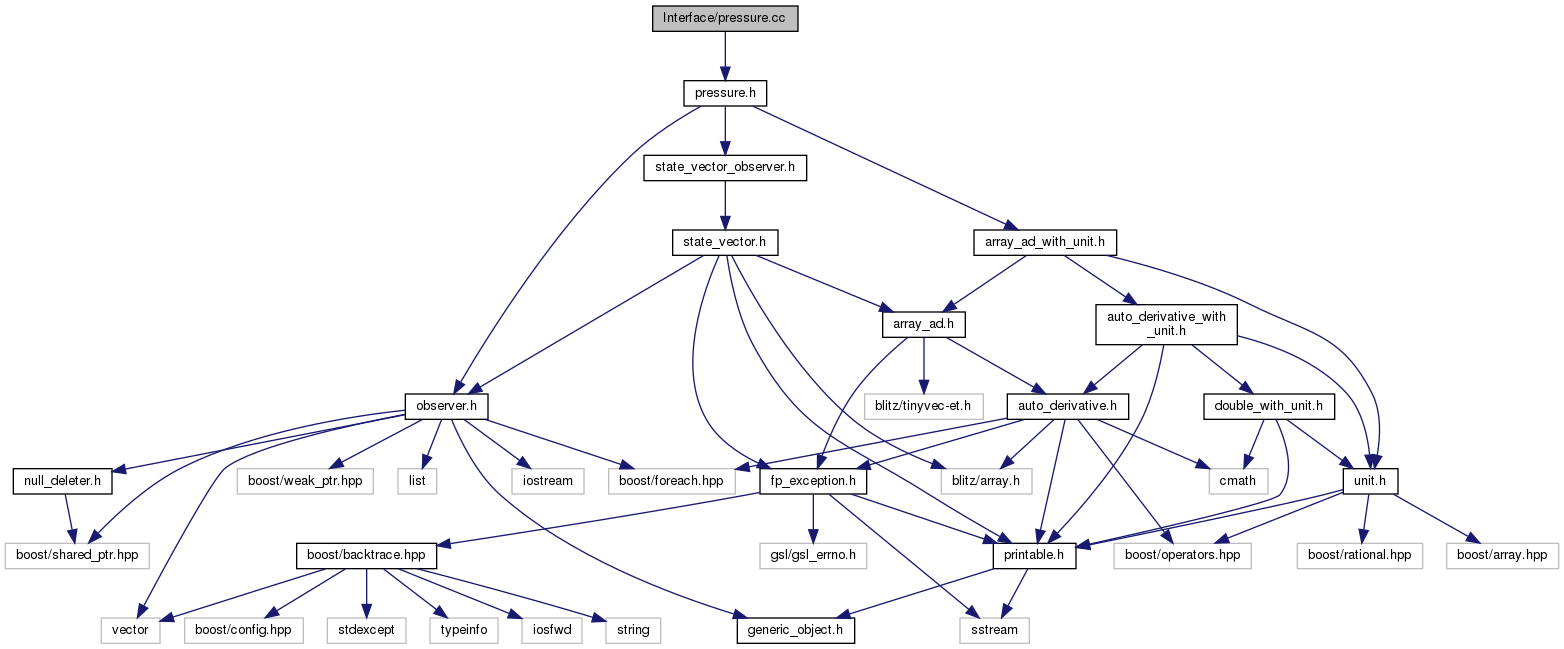 Interface/pressure.cc
pressure.h
state_vector_observer.h
state_vector.h
array_ad_with_unit.h
array_ad.h
auto_derivative_with
_unit.h
observer.h
blitz/tinyvec-et.h
auto_derivative.h
double_with_unit.h
null_deleter.h
boost/weak_ptr.hpp
list
iostream
boost/foreach.hpp
fp_exception.h
blitz/array.h
cmath
unit.h
boost/shared_ptr.hpp
boost/backtrace.hpp
gsl/gsl_errno.h
printable.h
boost/operators.hpp
boost/rational.hpp
boost/array.hpp
vector
boost/config.hpp
stdexcept
typeinfo
iosfwd
string
generic_object.h
sstream